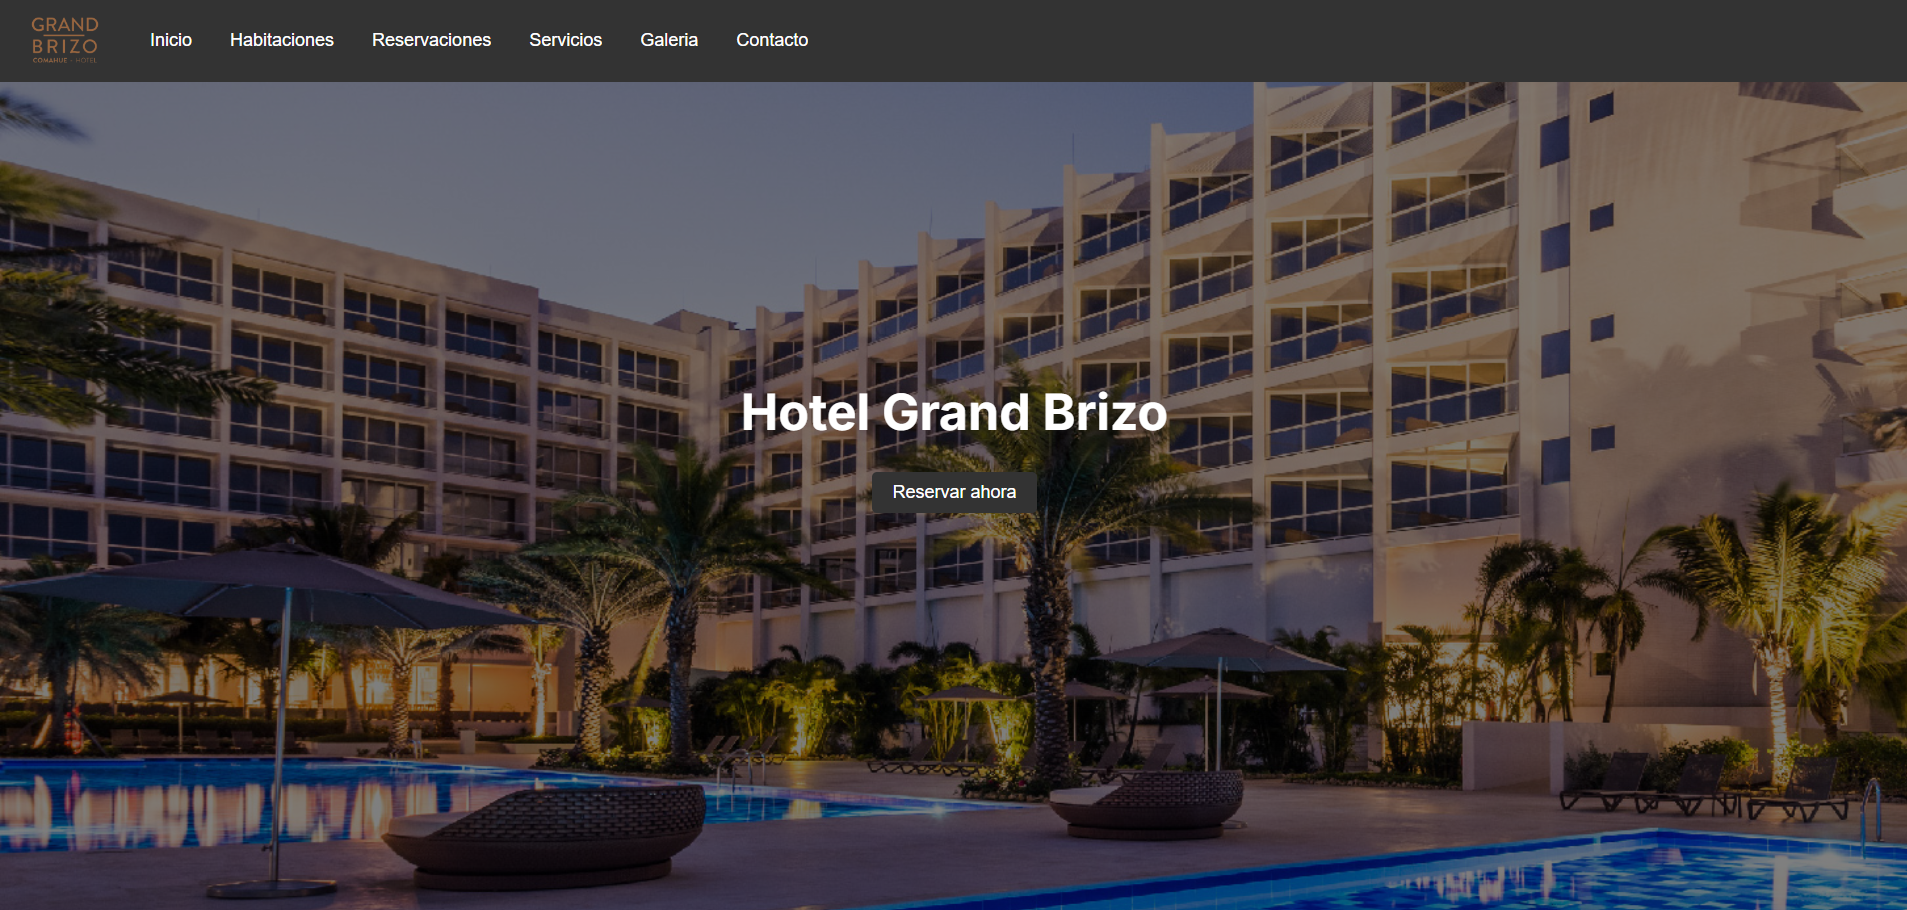 GRAND
BRIZO
COMAHUE - HOTEL
Inicio
Habitaciones
Reservaciones
Servicios
Galeria
Contacto
Hotel Grand Brizo
Reservar ahora